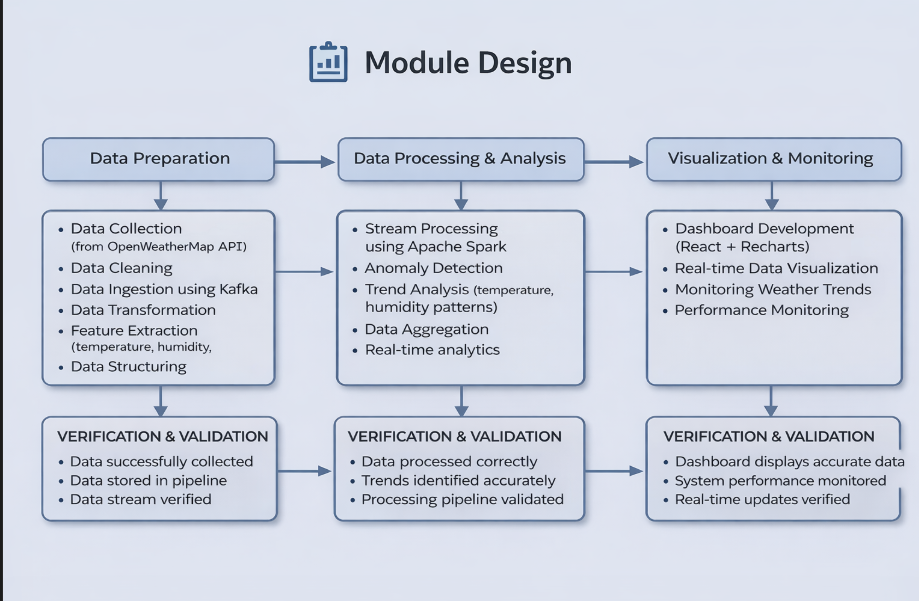 Module Design
Data Preparation
Data Processing & Analysis
Visualization & Monitoring
• Data Collection
(from OpenWeatherMap API)
• Data Cleaning
• Data Ingestion using Kafka
• Data Transformation
• Feature Extraction
(temperature, humidity,
• Data Structuring
• Stream Processing
using Apache Spark
• Anomaly Detection
• Trend Analysis (temperature,
humidity patterns)
• Data Aggregation
• Real-time analytics
• Dashboard Development
(React + Recharts)
• Real-time Data Visualization
• Monitoring Weather Trends
• Performance Monitoring
VERIFICATION & VALIDATION
• Data successfully collected
• Data stored in pipeline
• Data stream verified
VERIFICATION & VALIDATION
• Data processed correctly
• Trends identified accurately
• Processing pipeline validated
VERIFICATION & VALIDATION
• Dashboard displays accurate data
• System performance monitored
• Real-time updates verified